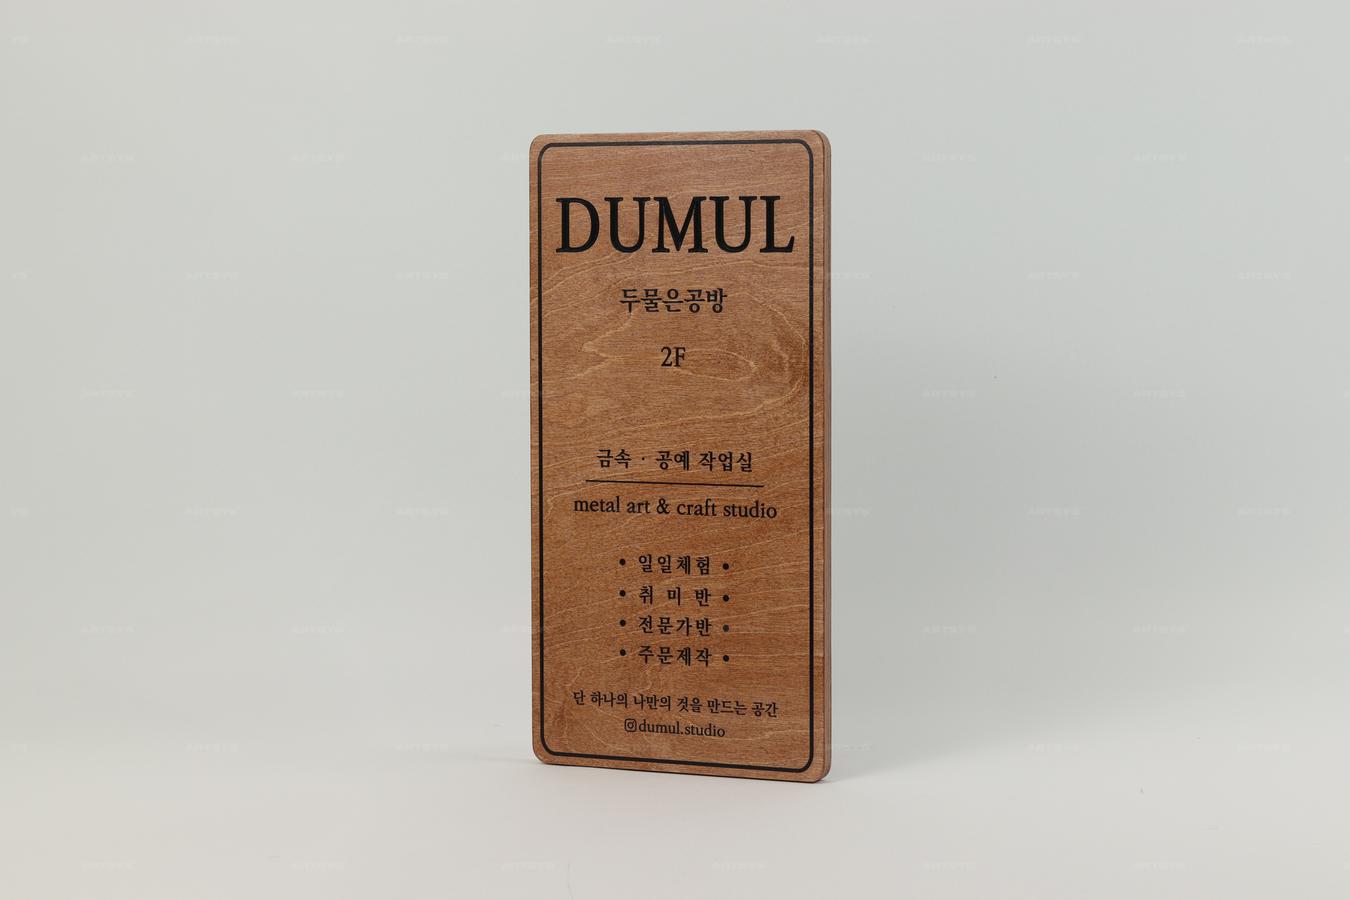 DUMUL
두물은공방
2F
금속 · 공예 작업실
metal art & craft studio
• 일일체험 •
• 취 미 반 •
• 전문가반 •
• 주문제작 •
단 하나의 나만의 것을 만드는 공간
dumul.studio